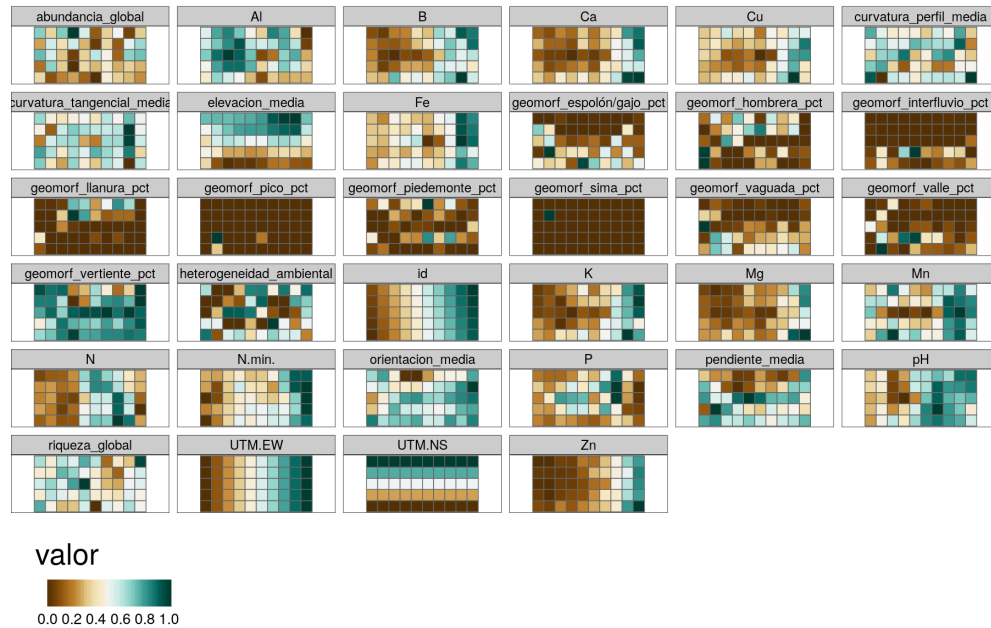 abundancia_global Al B Ca Cu curvatura_perfil_media
curvatura_tangencial_media elevacion_media Fe geomorf_espolón/gajo_pct geomorf_hombrera_pct geomorf_interfluvio_pct
geomorf_llanura_pct geomorf_pico_pct geomorf_piedemonte_pct geomorf_sima_pct geomorf_vaguada_pct geomorf_valle_pct
geomorf_vertiente_pct heterogeneidad_ambiental id K Mg Mn
N N.min. orientacion_media P pendiente_media pH
riqueza_global UTM.EW UTM.NS Zn
valor
0.0 0.2 0.4 0.6 0.8 1.0